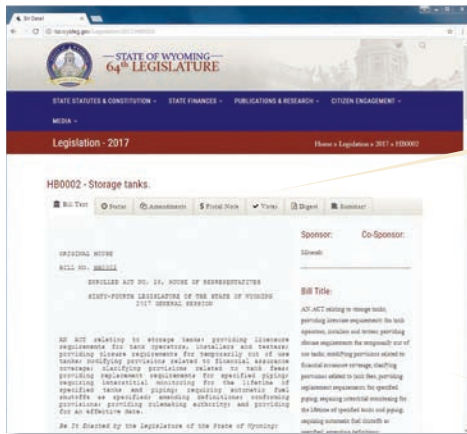 Bill Detail
STATE OF WYOMING
64th LEGISLATURE
STATE STATUTES & CONSTITUTION
STATE FINANCES
PUBLICATIONS & RESEARCH
CITIZEN ENGAGEMENT
MEDIA
Legislation - 2017
Home » Legislation » 2017 » HB0002
HB0002 - Storage tanks.
Bill Text
Status
Amendments
$ Fiscal Note
Votes
Digest
Summary
ORIGINAL HOUSE
BILL NO. HB0002
ENROLLED ACT NO. 16, HOUSE OF REPRESENTATIVES
SIXTY-FOURTH LEGISLATURE OF THE STATE OF WYOMING
2017 GENERAL SESSION
AN ACT relating to storage tanks; providing licensure
requirements for tank operators, installers and testers;
providing closure requirements for temporarily out of use
tanks; modifying provisions related to financial assurance
coverage; clarifying provisions related to tank fees;
providing replacement requirements for specified piping;
requiring interstitial monitoring for the lifetime of
specified tanks and piping; requiring automatic fuel
shutoffs as specified; amending definitions; conforming
provisions; providing rulemaking authority; and providing
for an effective date.
Be It Enacted by the Legislature of the State of Wyoming:
Sponsor:
Co-Sponsor:
Minerals
Bill Title:
AN ACT relating to storage tanks;
providing licensure requirements for tank
operators, installers and testers; providing
closure requirements for temporarily out of
use tanks; modifying provisions related to
financial assurance coverage; clarifying
provisions related to tank fees; providing
replacement requirements for specified
piping; requiring interstitial monitoring for
the lifetime of specified tanks and piping;
requiring automatic fuel shutoffs as
specified; amending definitions;